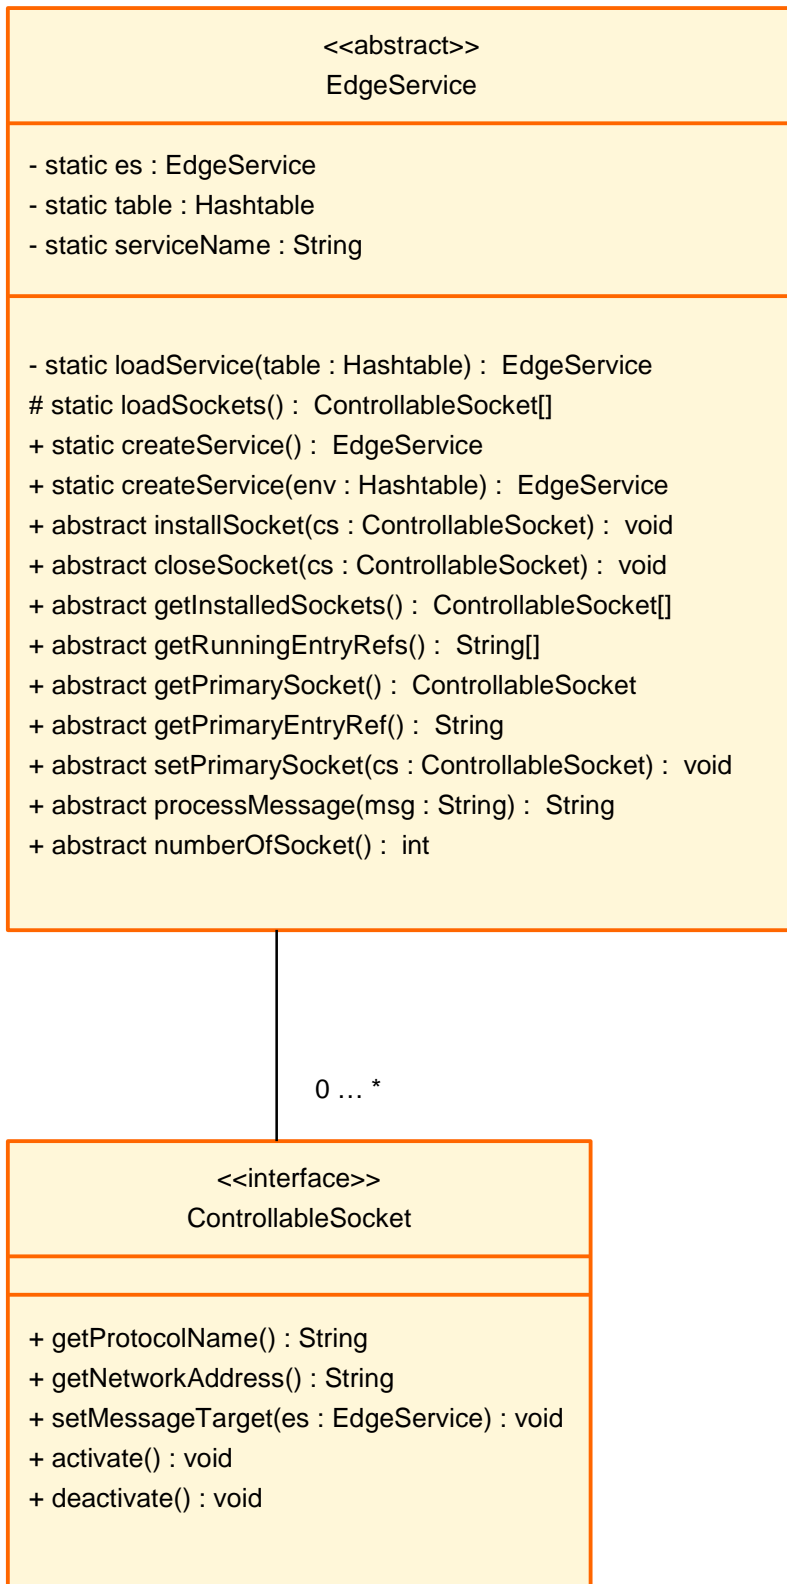 <<abstract>>
EdgeService
- static es : EdgeService
- static table : Hashtable
- static serviceName : String
- static loadService(table : Hashtable) : EdgeService
# static loadSockets() : ControllableSocket[]
+ static createService() : EdgeService
+ static createService(env : Hashtable) : EdgeService
+ abstract installSocket(cs : ControllableSocket) : void
+ abstract closeSocket(cs : ControllableSocket) : void
+ abstract getInstalledSockets() : ControllableSocket[]
+ abstract getRunningEntryRefs() : String[]
+ abstract getPrimarySocket() : ControllableSocket
+ abstract getPrimaryEntryRef() : String
+ abstract setPrimarySocket(cs : ControllableSocket) : void
+ abstract processMessage(msg : String) : String
+ abstract numberOfSocket() : int
0 … *
<<interface>>
ControllableSocket
+ getProtocolName() : String
+ getNetworkAddress() : String
+ setMessageTarget(es : EdgeService) : void
+ activate() : void
+ deactivate() : void